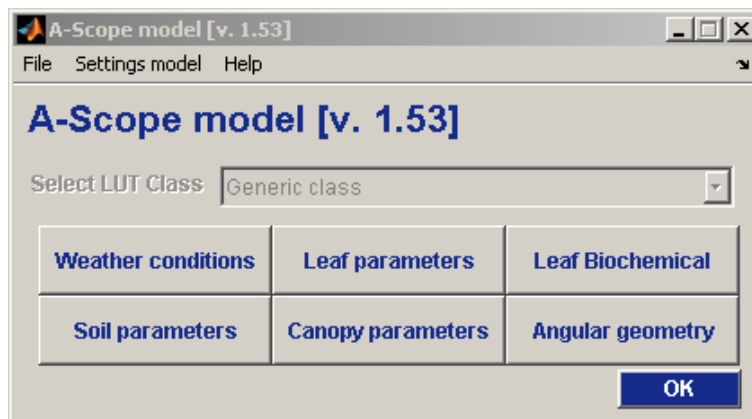 A-Scope model [v. 1.53]
File Settings model Help
A-Scope model [v. 1.53]
Select LUT Class Generic class
Weather conditions Leaf parameters Leaf Biochemical
Soil parameters Canopy parameters Angular geometry
OK